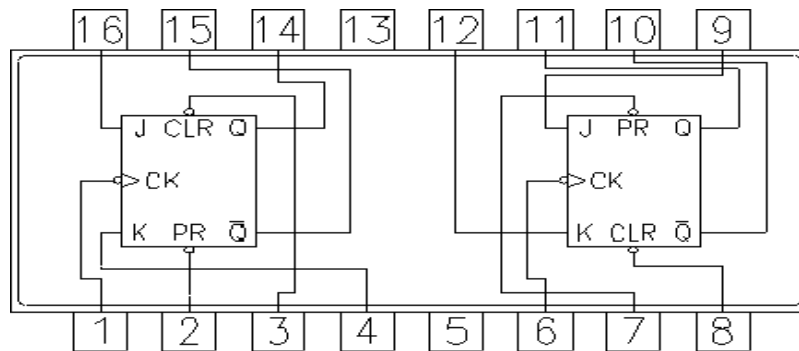 16 15 14 13 12 11 10 9
J CLR Q J PR Q
CK CK
K PR Q̅ K CLR Q̅
1 2 3 4 5 6 7 8